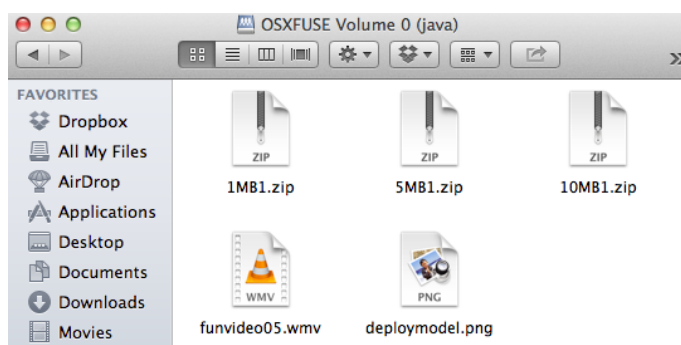 OSXFUSE Volume 0 (java)
FAVORITES
Dropbox
All My Files
AirDrop
Applications
Desktop
Documents
Downloads
Movies
ZIP
ZIP
ZIP
1MB1.zip
5MB1.zip
10MB1.zip
WMV
PNG
funvideo05.wmv
deploymodel.png